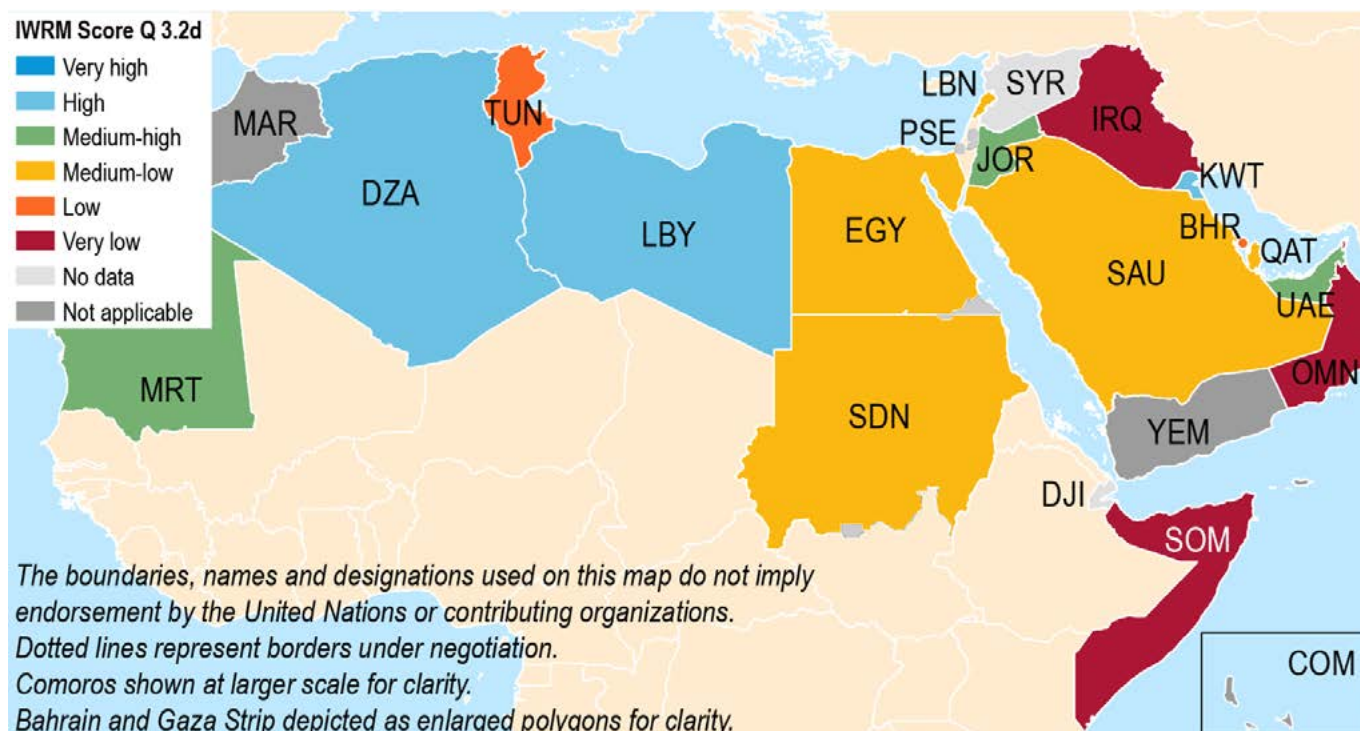 IWRM Score Q 3.2d
Very high
High
Medium-high
Medium-low
Low
Very low
No data
Not applicable
MAR
DZA
TUN
LBY
EGY
LBN
SYR
PSE
JOR
IRQ
KWT
BHR
QAT
SAU
UAE
OMN
MRT
SDN
YEM
DJI
SOM
COM
The boundaries, names and designations used on this map do not imply
endorsement by the United Nations or contributing organizations.
Dotted lines represent borders under negotiation.
Comoros shown at larger scale for clarity.
Bahrain and Gaza Strip depicted as enlarged polygons for clarity.